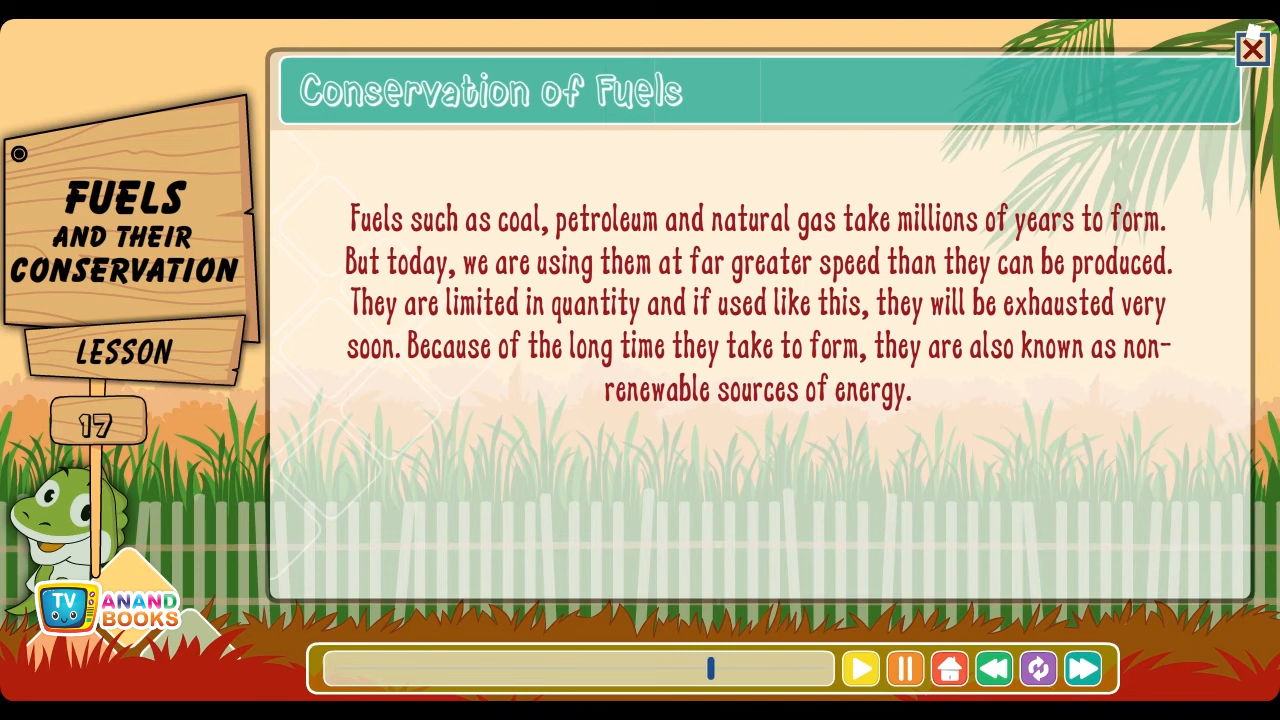 Conservation of Fuels
FUELS
AND THEIR
CONSERVATION
LESSON
17
Fuels such as coal, petroleum and natural gas take millions of years to form.
But today, we are using them at far greater speed than they can be produced.
They are limited in quantity and if used like this, they will be exhausted very
soon. Because of the long time they take to form, they are also known as non-
renewable sources of energy.
TV
ANAND
BOOKS